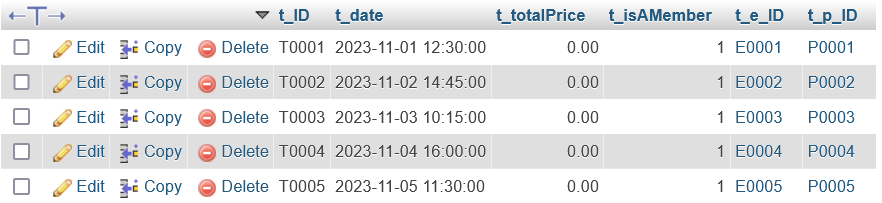 t_ID t_date t_totalPrice t_isAMember t_e_ID t_p_ID
Edit Copy Delete T0001 2023-11-01 12:30:00 0.00 1 E0001 P0001
Edit Copy Delete T0002 2023-11-02 14:45:00 0.00 1 E0002 P0002
Edit Copy Delete T0003 2023-11-03 10:15:00 0.00 1 E0003 P0003
Edit Copy Delete T0004 2023-11-04 16:00:00 0.00 1 E0004 P0004
Edit Copy Delete T0005 2023-11-05 11:30:00 0.00 1 E0005 P0005